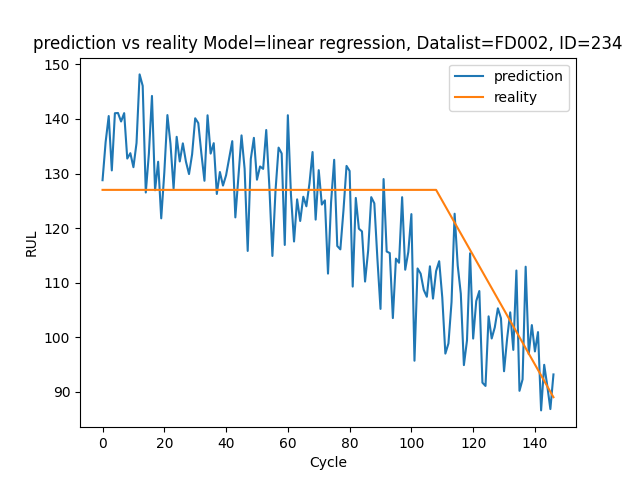 prediction vs reality Model=linear regression, Datalist=FD002, ID=234
prediction
reality
RUL
150
140
130
120
110
100
90
0 20 40 60 80 100 120 140
Cycle